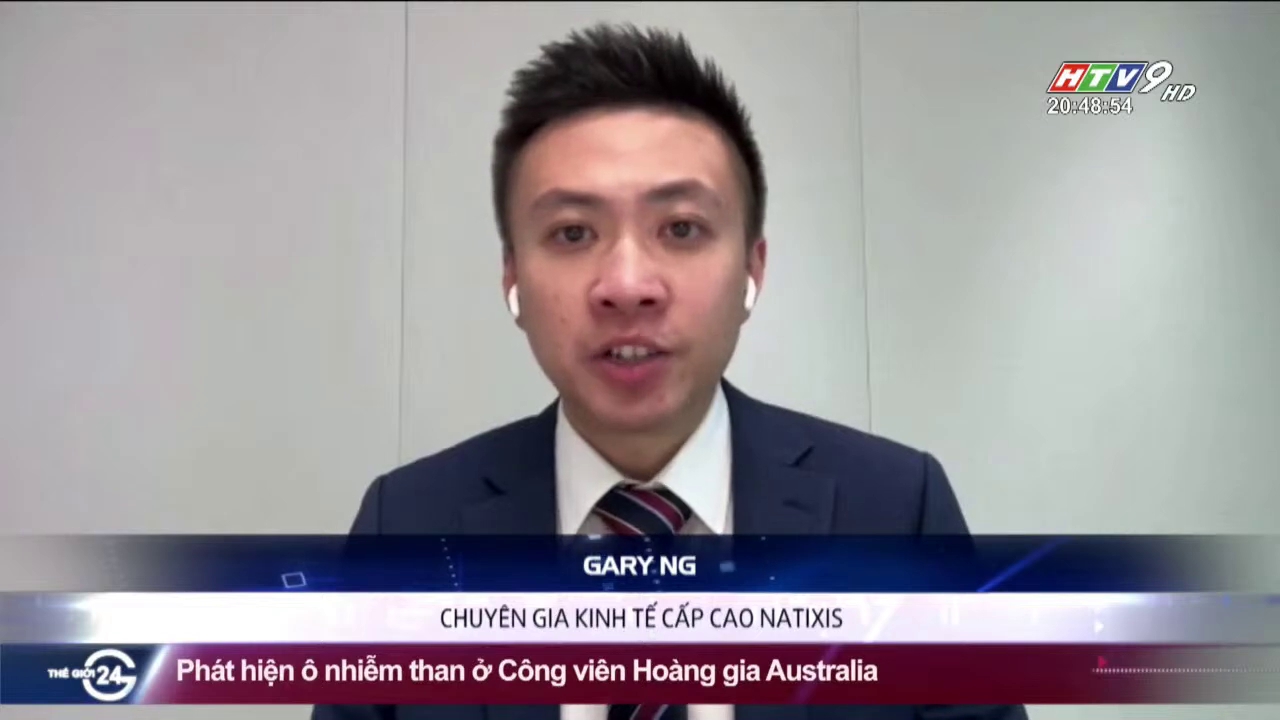 HTV9 HD
20:48:54
GARY NG
CHUYÊN GIA KINH TẾ CẤP CAO NATIXIS
THẾ GIỚI 24G
Phát hiện ô nhiễm than ở Công viên Hoàng gia Australia